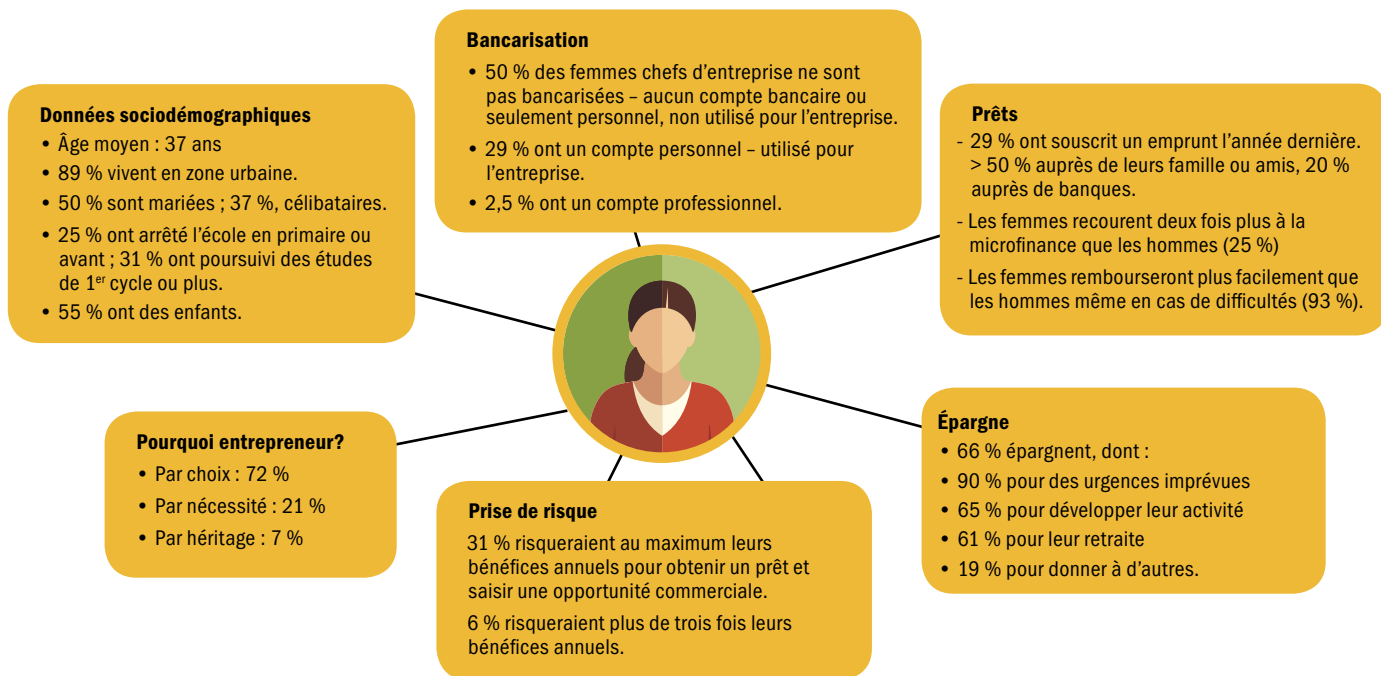 Bancarisation
• 50 % des femmes chefs d'entreprise ne sont
pas bancarisées – aucun compte bancaire ou
seulement personnel, non utilisé pour l'entreprise.
• 29 % ont un compte personnel – utilisé pour
l'entreprise.
• 2,5 % ont un compte professionnel.
Données sociodémographiques
• Âge moyen : 37 ans
• 89 % vivent en zone urbaine.
• 50 % sont mariées ; 37 %, célibataires.
• 25 % ont arrêté l'école en primaire ou
avant ; 31 % ont poursuivi des études
de 1er cycle ou plus.
• 55 % ont des enfants.
Prêts
- 29 % ont souscrit un emprunt l'année dernière.
> 50 % auprès de leurs famille ou amis, 20 %
auprès de banques.
- Les femmes recourent deux fois plus à la
microfinance que les hommes (25 %)
- Les femmes rembourseront plus facilement que
les hommes même en cas de difficultés (93 %).
Pourquoi entrepreneur?
• Par choix : 72 %
• Par nécessité : 21 %
• Par héritage : 7 %
Prise de risque
31 % risqueraient au maximum leurs
bénéfices annuels pour obtenir un prêt et
saisir une opportunité commerciale.
6 % risqueraient plus de trois fois leurs
bénéfices annuels.
Épargne
• 66 % épargnent, dont :
• 90 % pour des urgences imprévues
• 65 % pour développer leur activité
• 61 % pour leur retraite
• 19 % pour donner à d'autres.